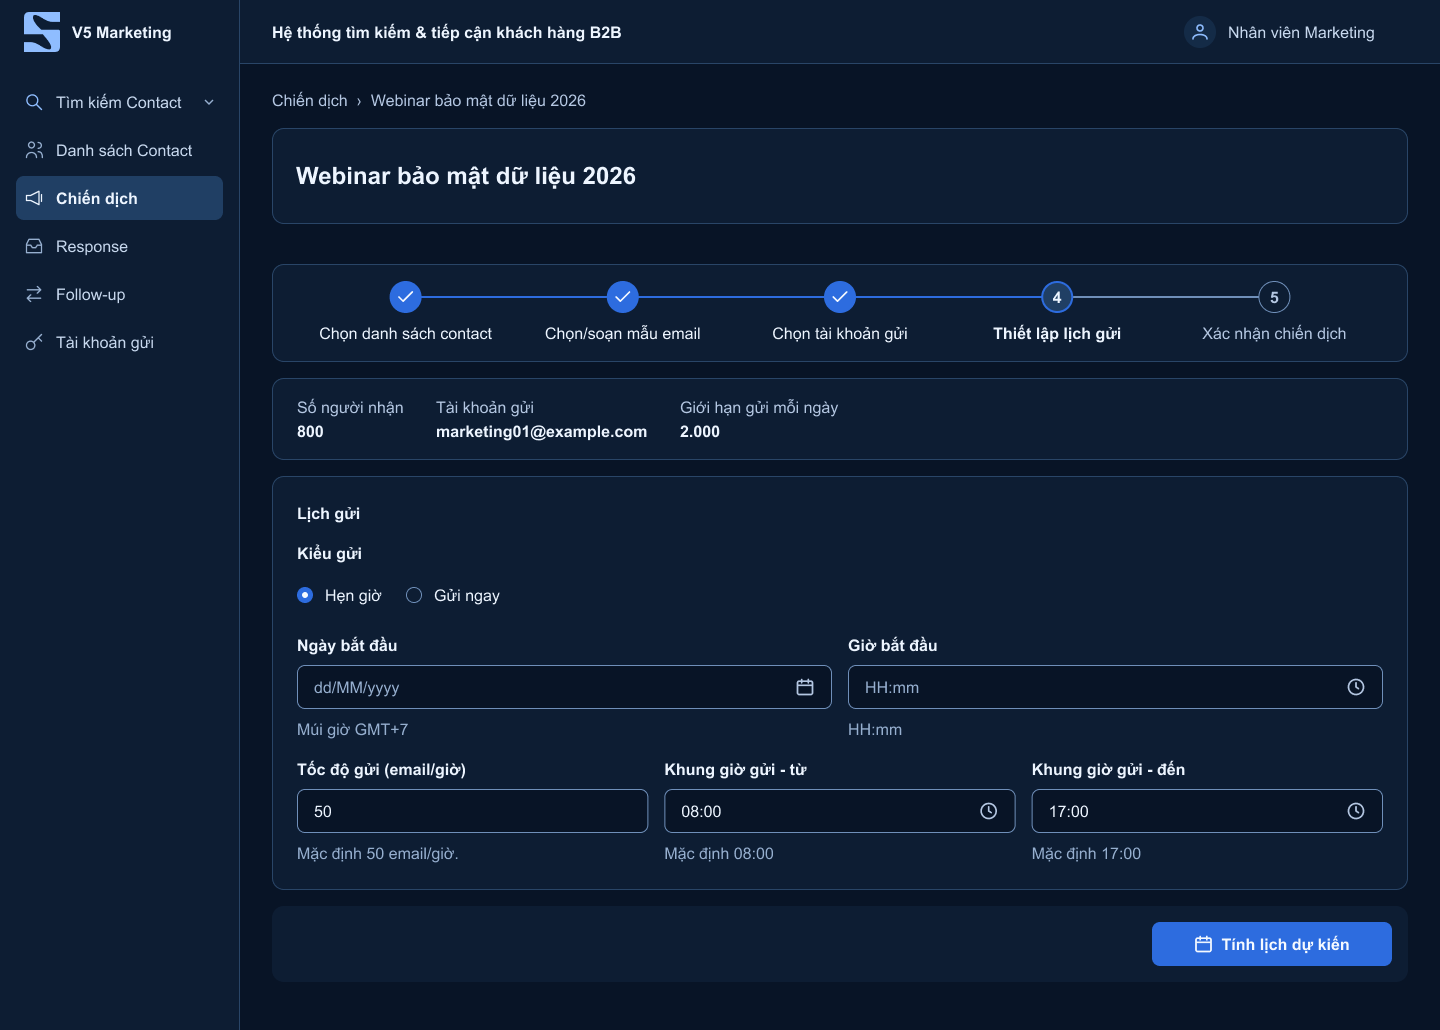 V5 Marketing
Hệ thống tìm kiếm & tiếp cận khách hàng B2B
Nhân viên Marketing
Tìm kiếm Contact
Danh sách Contact
Chiến dịch
Response
Follow-up
Tài khoản gửi
Chiến dịch › Webinar bảo mật dữ liệu 2026
Webinar bảo mật dữ liệu 2026
4
5
Chọn danh sách contact
Chọn/soạn mẫu email
Chọn tài khoản gửi
Thiết lập lịch gửi
Xác nhận chiến dịch
Số người nhận
800
Tài khoản gửi
marketing01@example.com
Giới hạn gửi mỗi ngày
2.000
Lịch gửi
Kiểu gửi
Hẹn giờ
Gửi ngay
Ngày bắt đầu
dd/MM/yyyy
Múi giờ GMT+7
Giờ bắt đầu
HH:mm
HH:mm
Tốc độ gửi (email/giờ)
50
Mặc định 50 email/giờ.
Khung giờ gửi - từ
08:00
Mặc định 08:00
Khung giờ gửi - đến
17:00
Mặc định 17:00
Tính lịch dự kiến